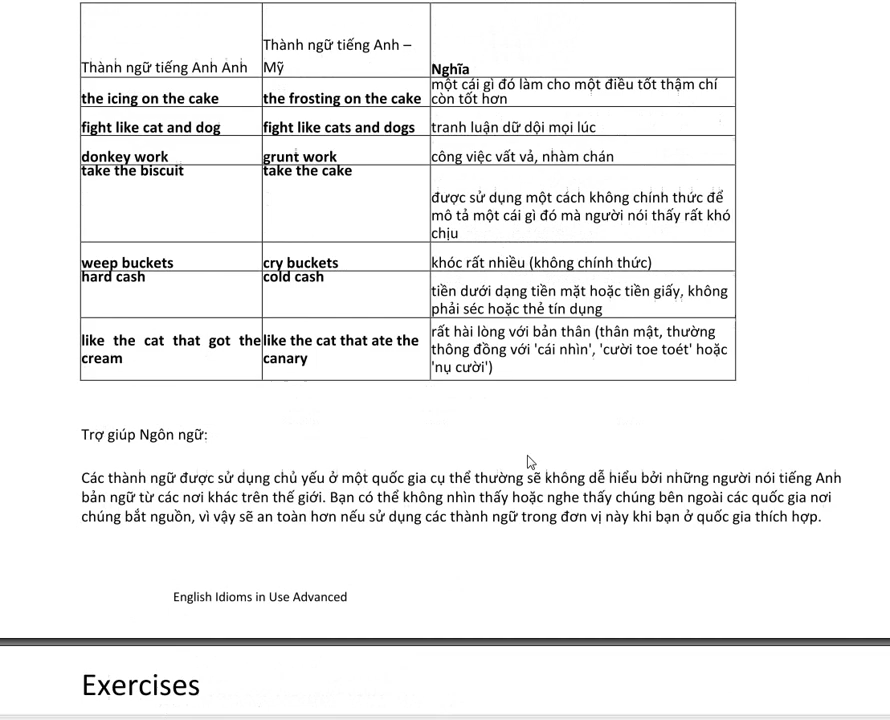 Thành ngữ tiếng Anh Anh
Thành ngữ tiếng Anh –
Mỹ
Nghĩa
the icing on the cake
the frosting on the cake
một cái gì đó làm cho một điều tốt thậm chí
còn tốt hơn
fight like cat and dog
fight like cats and dogs
tranh luận dữ dội mọi lúc
donkey work
grunt work
công việc vất vả, nhàm chán
take the biscuit
take the cake
được sử dụng một cách không chính thức để
mô tả một cái gì đó mà người nói thấy rất khó
chịu
weep buckets
cry buckets
khóc rất nhiều (không chính thức)
hard cash
cold cash
tiền dưới dạng tiền mặt hoặc tiền giấy, không
phải séc hoặc thẻ tín dụng
like the cat that got the
cream
like the cat that ate the
canary
rất hài lòng với bản thân (thân mật, thường
thông đồng với 'cái nhìn', 'cười toe toét' hoặc
'nụ cười')
Trợ giúp Ngôn ngữ:
Các thành ngữ được sử dụng chủ yếu ở một quốc gia cụ thể thường sẽ không dễ hiểu bởi những người nói tiếng Anh
bản ngữ từ các nơi khác trên thế giới. Bạn có thể không nhìn thấy hoặc nghe thấy chúng bên ngoài các quốc gia nơi
chúng bắt nguồn, vì vậy sẽ an toàn hơn nếu sử dụng các thành ngữ trong đơn vị này khi bạn ở quốc gia thích hợp.
English Idioms in Use Advanced
Exercises